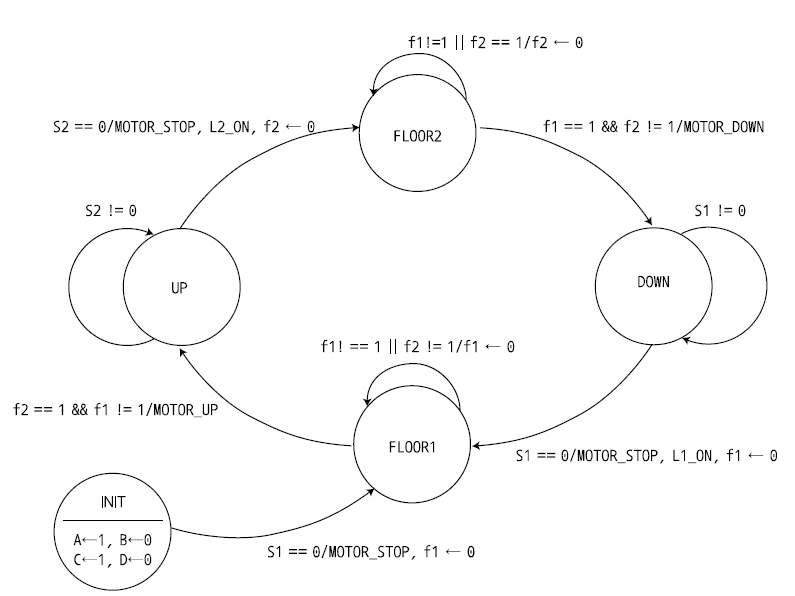 f1!=1 || f2 == 1/f2 ← 0
S2 == 0/MOTOR_STOP, L2_ON, f2 ← 0
FLOOR2
f1 == 1 && f2 != 1/MOTOR_DOWN
S2 != 0
S1 != 0
UP
DOWN
f1! == 1 || f2 != 1/f1 ← 0
f2 == 1 && f1 != 1/MOTOR_UP
FLOOR1
S1 == 0/MOTOR_STOP, L1_ON, f1 ← 0
INIT
A←1, B←0
C←1, D←0
S1 == 0/MOTOR_STOP, f1 ← 0